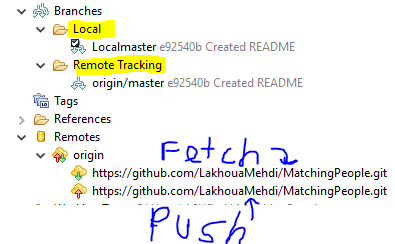 Branches
Local
Localmaster e92540b Created README
Remote Tracking
origin/master e92540b Created README
Tags
References
Remotes
origin
Fetch
https://github.com/LakhouaMehdi/MatchingPeople.git
https://github.com/LakhouaMehdi/MatchingPeople.git
Push